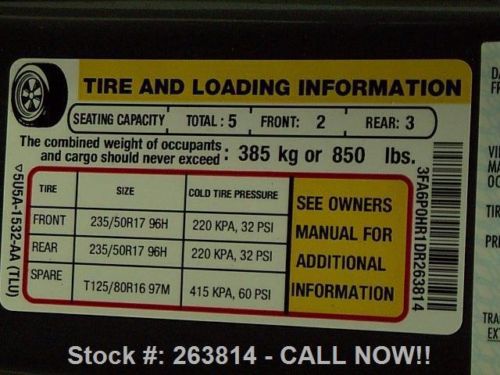 TIRE AND LOADING INFORMATION
SEATING CAPACITY TOTAL : 5 FRONT: 2 REAR: 3
The combined weight of occupants
and cargo should never exceed : 385 kg or 850 lbs.
TIRE SIZE COLD TIRE PRESSURE
FRONT 235/50R17 96H 220 KPA, 32 PSI
REAR 235/50R17 96H 220 KPA, 32 PSI
SPARE T125/80R16 97M 415 KPA, 60 PSI
SEE OWNERS
MANUAL FOR
ADDITIONAL
INFORMATION
5U5A-1532-AA (TLU)
3FA6P0HR1DR263814
Stock #: 263814 - CALL NOW!!